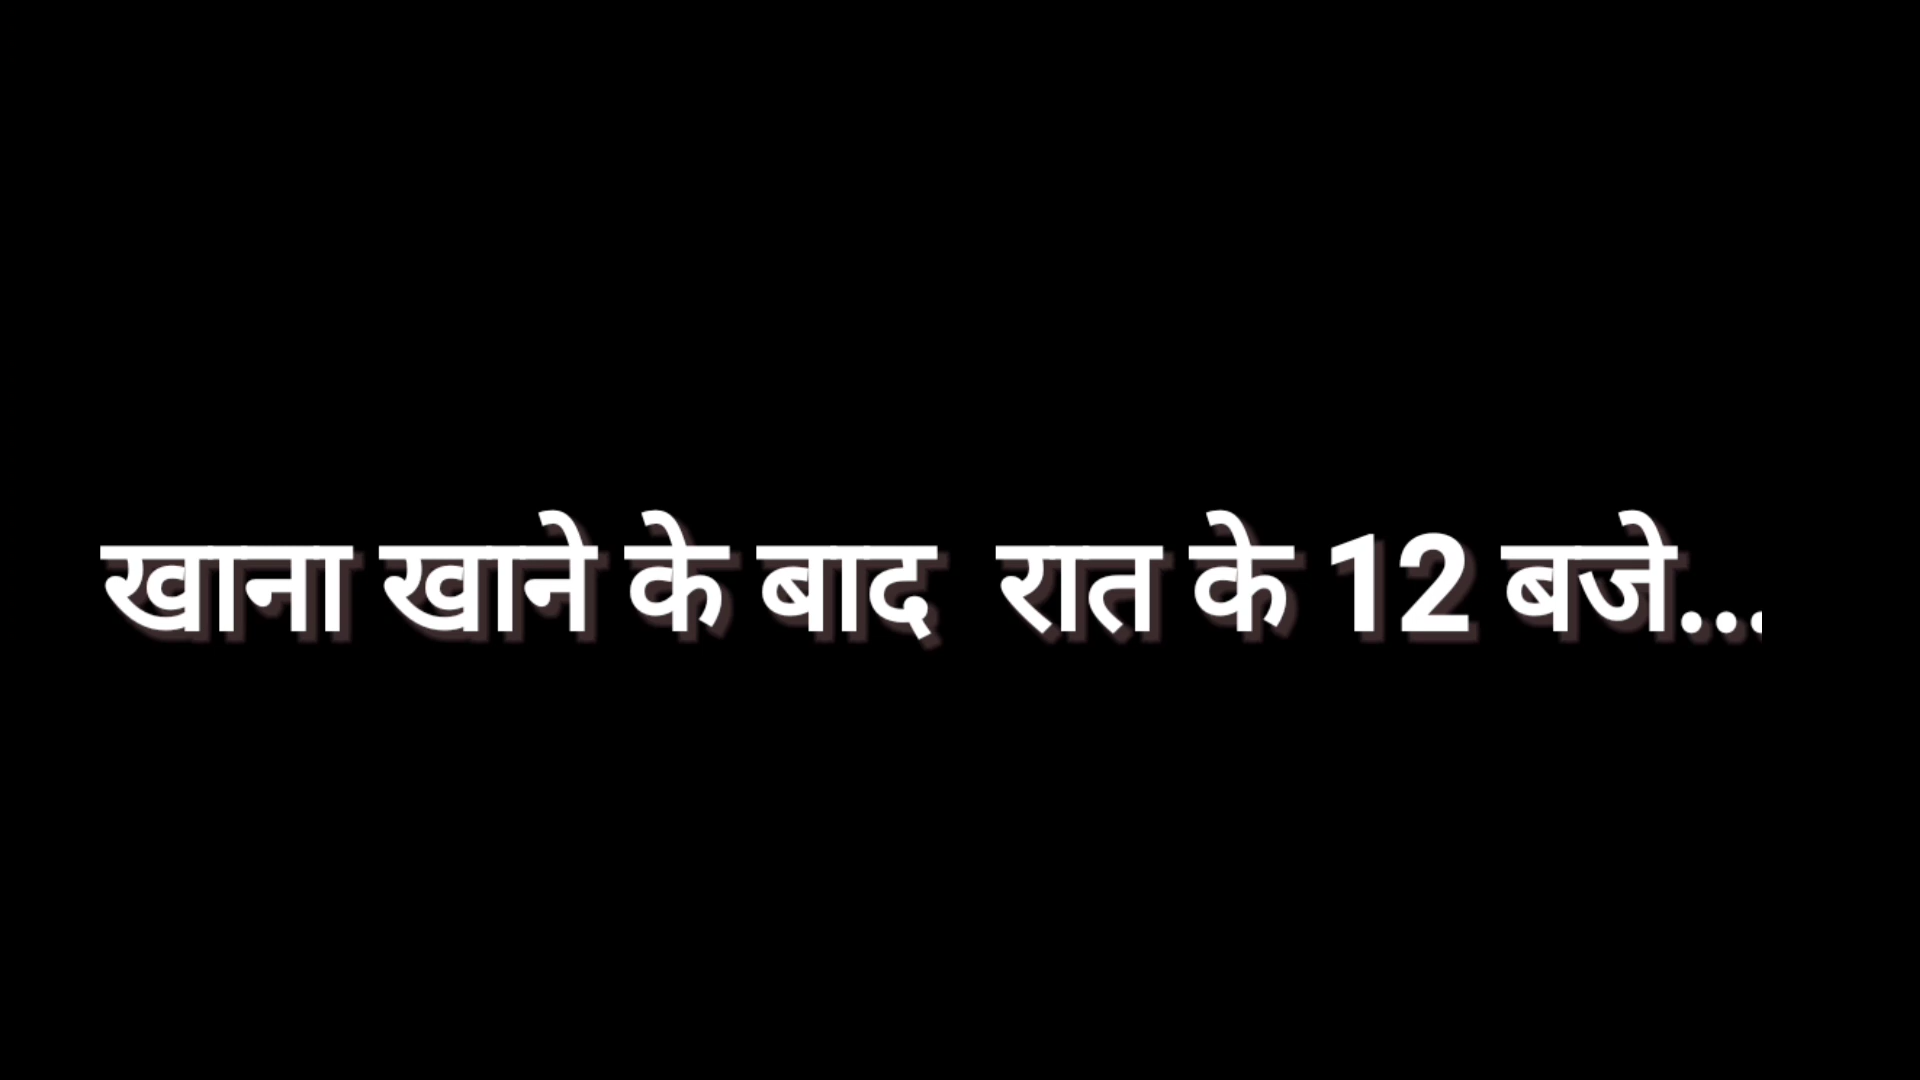 खाना खाने के बाद  रात के 12 बजे...